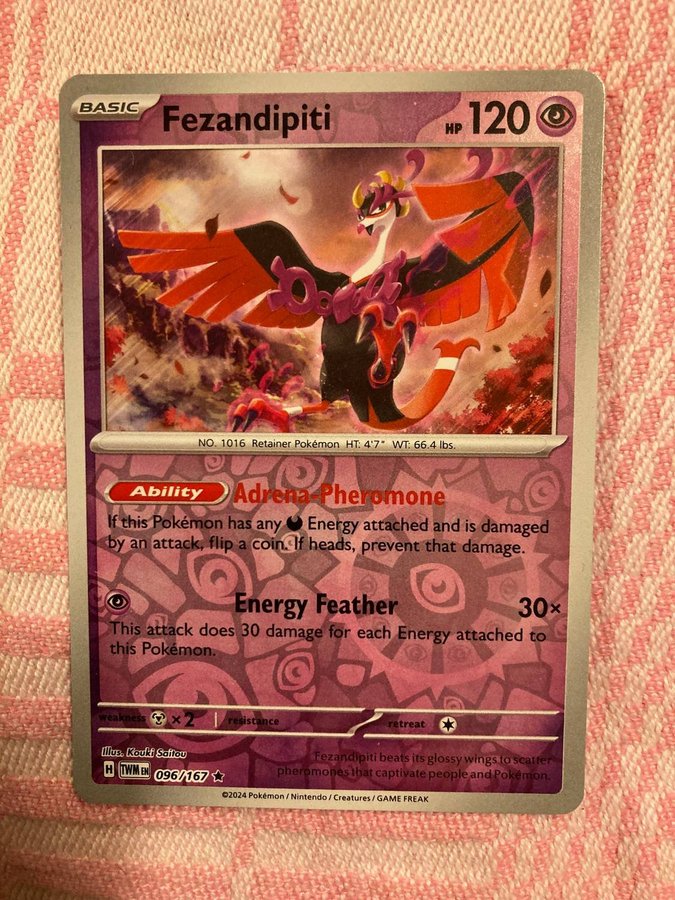 BASIC Fezandipiti HP 120
NO. 1016 Retainer Pokémon HT: 4'7" WT: 66.4 lbs.
Ability Adrena-Pheromone
If this Pokémon has any Energy attached and is damaged
by an attack, flip a coin. If heads, prevent that damage.
Energy Feather 30×
This attack does 30 damage for each Energy attached to
this Pokémon.
weakness ×2 resistance retreat
Illus. Kouki Saitou
H TWM EN 096/167 ★
Fezandipiti beats its glossy wings to scatter
pheromones that captivate people and Pokémon.
©2024 Pokémon / Nintendo / Creatures / GAME FREAK